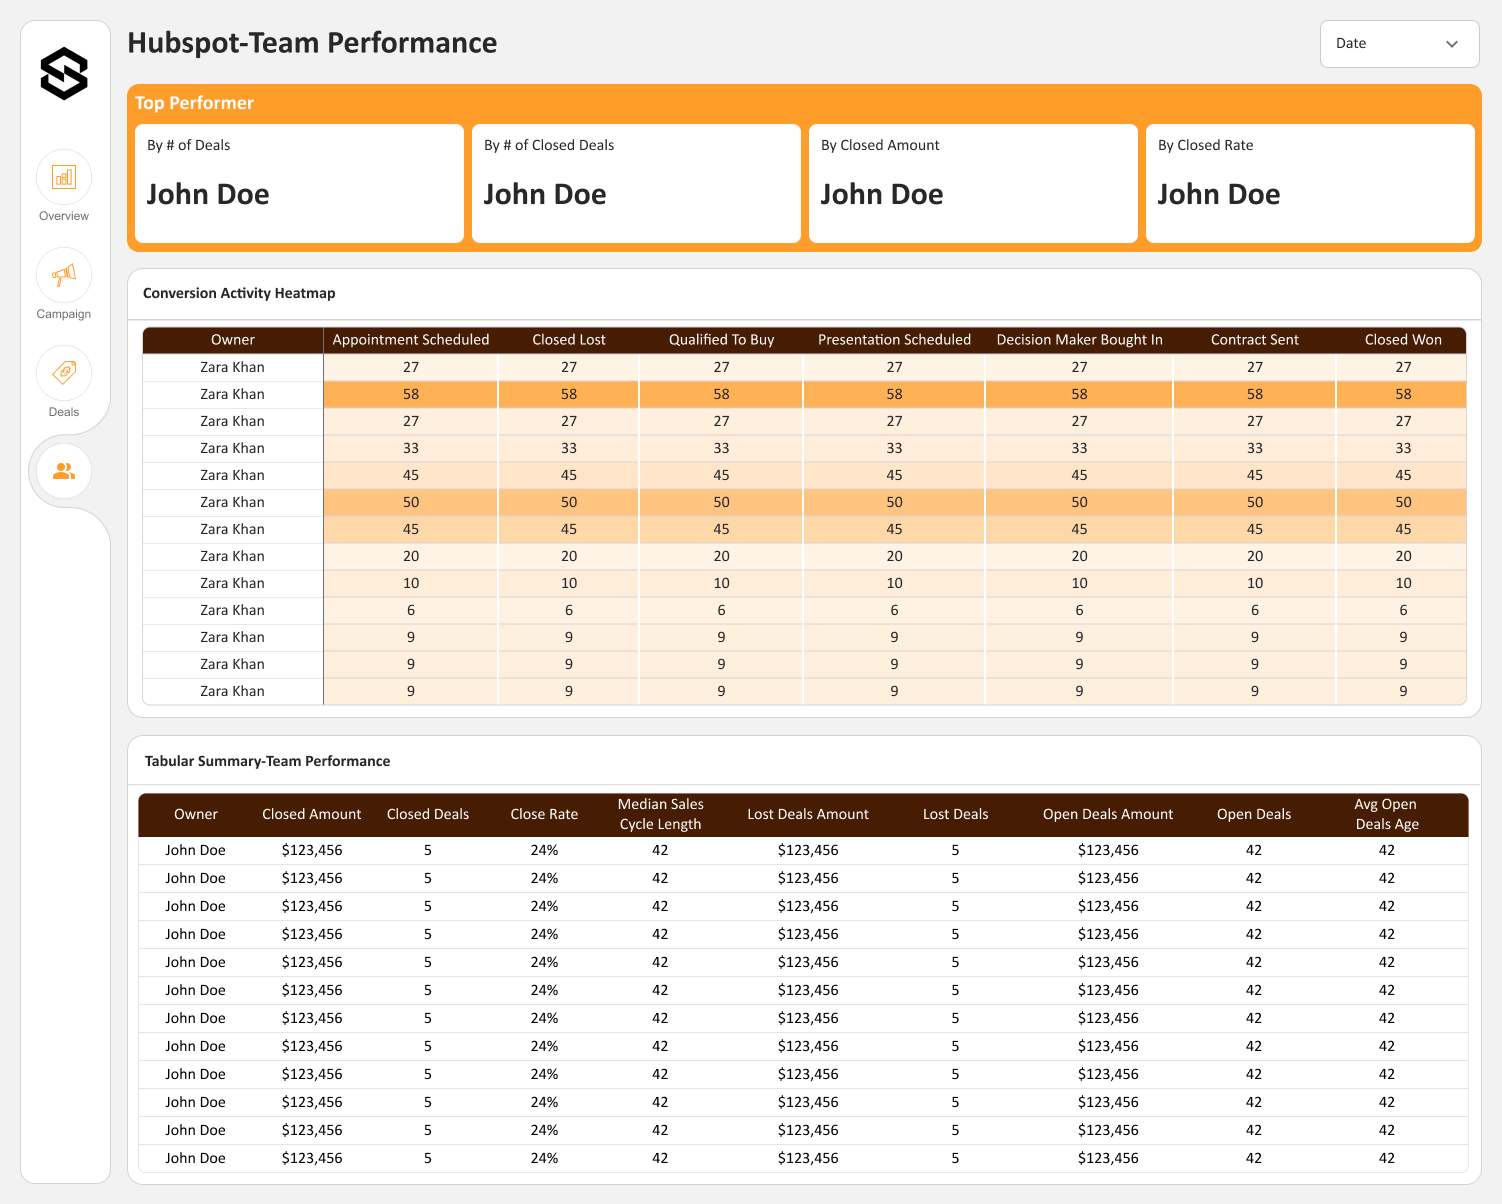 Hubspot-Team Performance
Date
Overview
Campaign
Deals
Top Performer
By # of Deals
John Doe
By # of Closed Deals
John Doe
By Closed Amount
John Doe
By Closed Rate
John Doe
Conversion Activity Heatmap
Owner Appointment Scheduled Closed Lost Qualified To Buy Presentation Scheduled Decision Maker Bought In Contract Sent Closed Won
Zara Khan 27 27 27 27 27 27 27
Zara Khan 58 58 58 58 58 58 58
Zara Khan 27 27 27 27 27 27 27
Zara Khan 33 33 33 33 33 33 33
Zara Khan 45 45 45 45 45 45 45
Zara Khan 50 50 50 50 50 50 50
Zara Khan 45 45 45 45 45 45 45
Zara Khan 20 20 20 20 20 20 20
Zara Khan 10 10 10 10 10 10 10
Zara Khan 6 6 6 6 6 6 6
Zara Khan 9 9 9 9 9 9 9
Zara Khan 9 9 9 9 9 9 9
Zara Khan 9 9 9 9 9 9 9
Tabular Summary-Team Performance
Owner Closed Amount Closed Deals Close Rate Median Sales Cycle Length Lost Deals Amount Lost Deals Open Deals Amount Open Deals Avg Open Deals Age
John Doe $123,456 5 24% 42 $123,456 5 $123,456 42 42
John Doe $123,456 5 24% 42 $123,456 5 $123,456 42 42
John Doe $123,456 5 24% 42 $123,456 5 $123,456 42 42
John Doe $123,456 5 24% 42 $123,456 5 $123,456 42 42
John Doe $123,456 5 24% 42 $123,456 5 $123,456 42 42
John Doe $123,456 5 24% 42 $123,456 5 $123,456 42 42
John Doe $123,456 5 24% 42 $123,456 5 $123,456 42 42
John Doe $123,456 5 24% 42 $123,456 5 $123,456 42 42
John Doe $123,456 5 24% 42 $123,456 5 $123,456 42 42
John Doe $123,456 5 24% 42 $123,456 5 $123,456 42 42
John Doe $123,456 5 24% 42 $123,456 5 $123,456 42 42
John Doe $123,456 5 24% 42 $123,456 5 $123,456 42 42